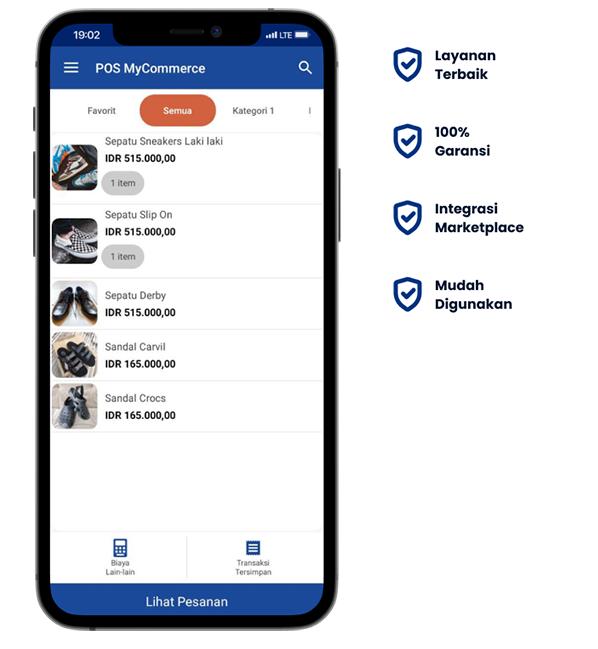 19:02
LTE
POS MyCommerce
Favorit
Semua
Kategori 1
Sepatu Sneakers Laki laki
IDR 515.000,00
1 item
Sepatu Slip On
IDR 515.000,00
1 item
Sepatu Derby
IDR 515.000,00
Sandal Carvil
IDR 165.000,00
Sandal Crocs
IDR 165.000,00
Biaya
Lain-lain
Transaksi
Tersimpan
Lihat Pesanan
Layanan
Terbaik
100%
Garansi
Integrasi
Marketplace
Mudah
Digunakan